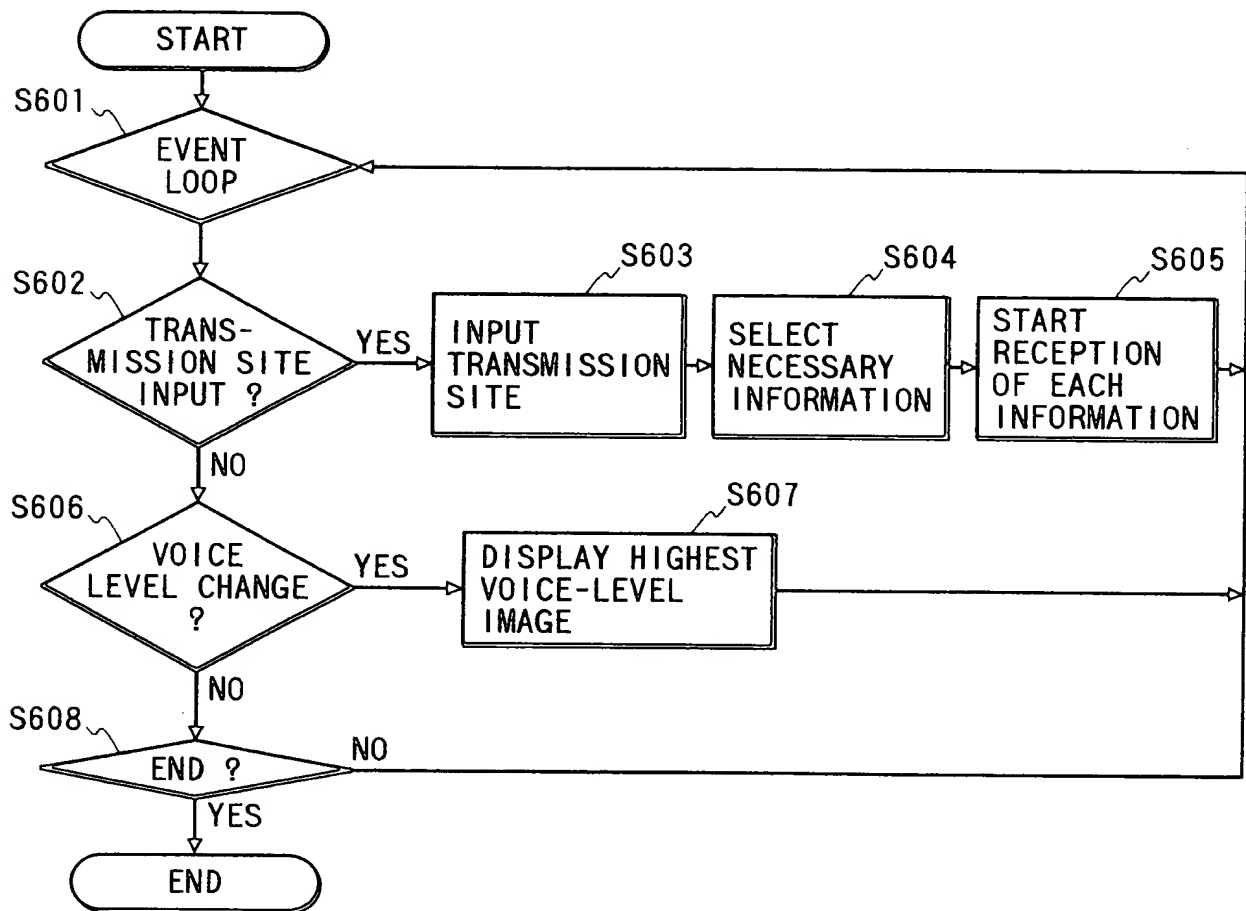 START
S601
EVENT
LOOP
S602
TRANS-
MISSION SITE
INPUT ?
YES
S603
INPUT
TRANSMISSION
SITE
S604
SELECT
NECESSARY
INFORMATION
S605
START
RECEPTION
OF EACH
INFORMATION
NO
S606
VOICE
LEVEL CHANGE
?
YES
S607
DISPLAY HIGHEST
VOICE-LEVEL
IMAGE
NO
S608
END ?
NO
YES
END